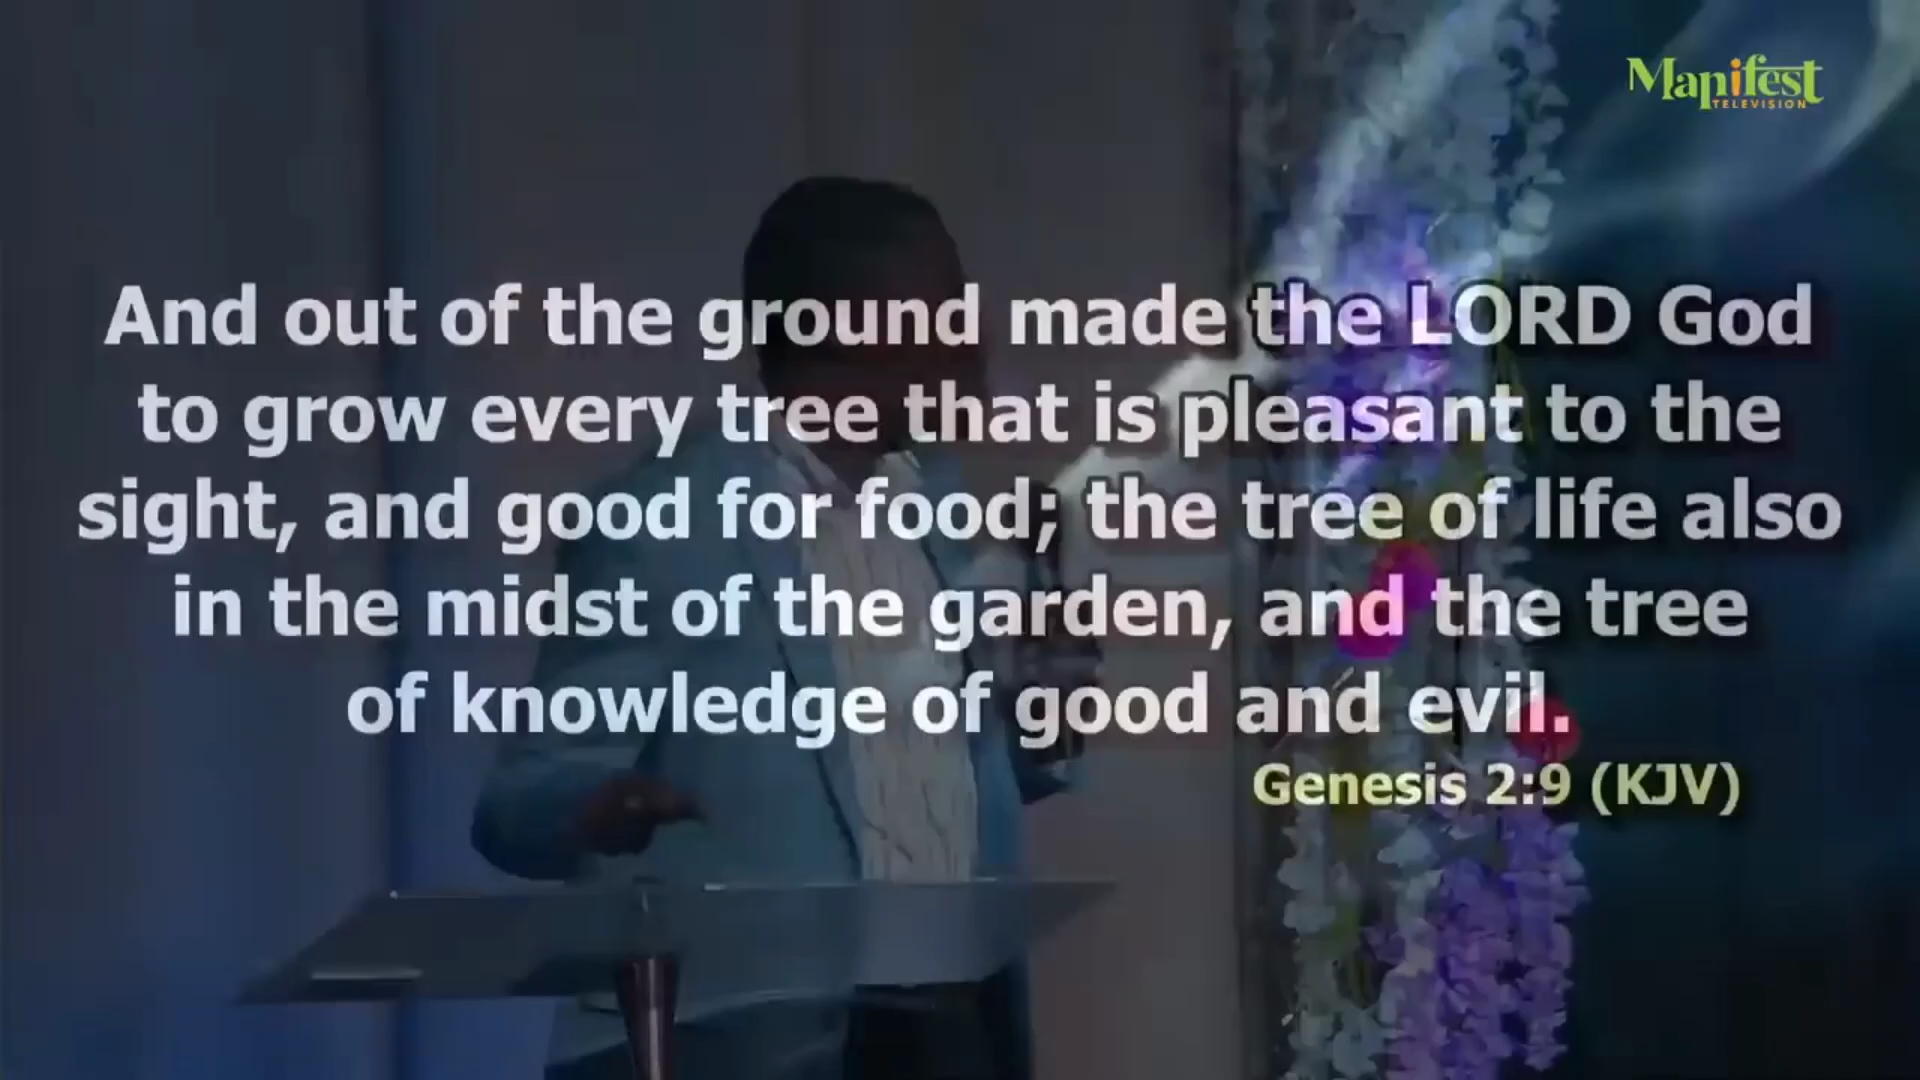 Manifest
TELEVISION
And out of the ground made the LORD God
to grow every tree that is pleasant to the
sight, and good for food; the tree of life also
in the midst of the garden, and the tree
of knowledge of good and evil.
Genesis 2:9 (KJV)